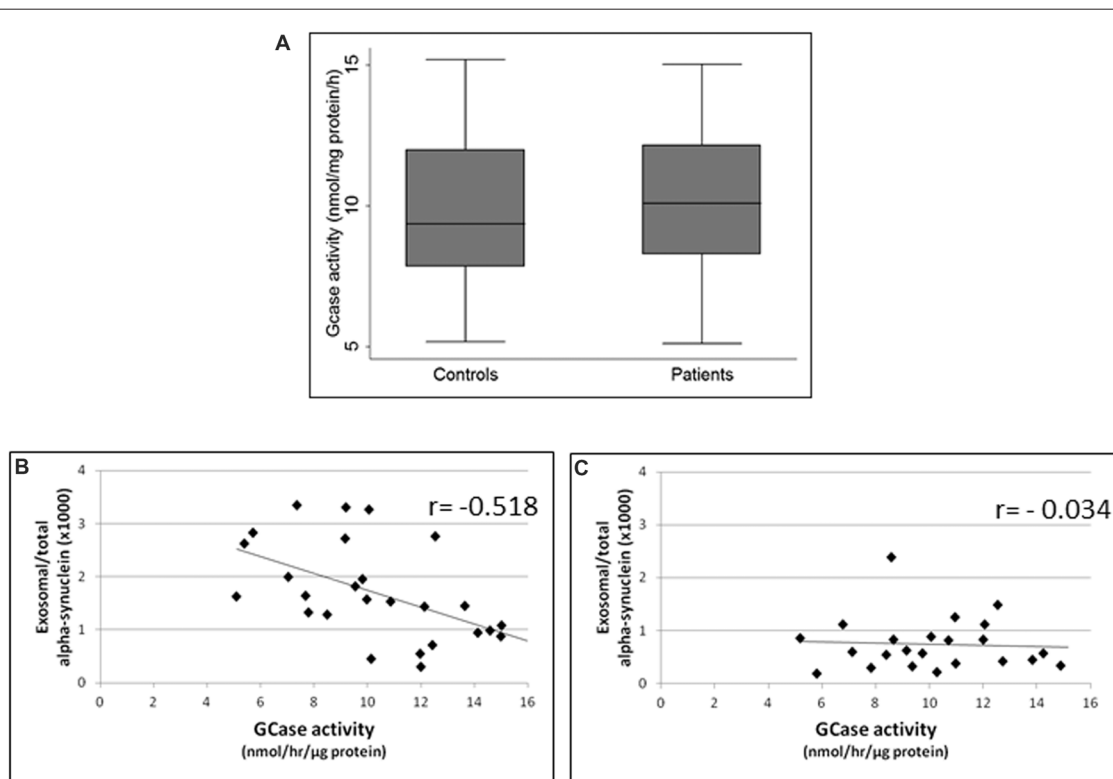 A
Gcase activity (nmol/mg protein/h)
15
10
5
Controls Patients
B
Exosomal/total
alpha-synuclein (x1000)
4
3
2
1
0
r= -0.518
0 2 4 6 8 10 12 14 16
GCase activity
(nmol/hr/µg protein)
C
Exosomal/total
alpha-synuclein (x1000)
4
3
2
1
0
r= - 0.034
0 2 4 6 8 10 12 14 16
GCase activity
(nmol/hr/µg protein)